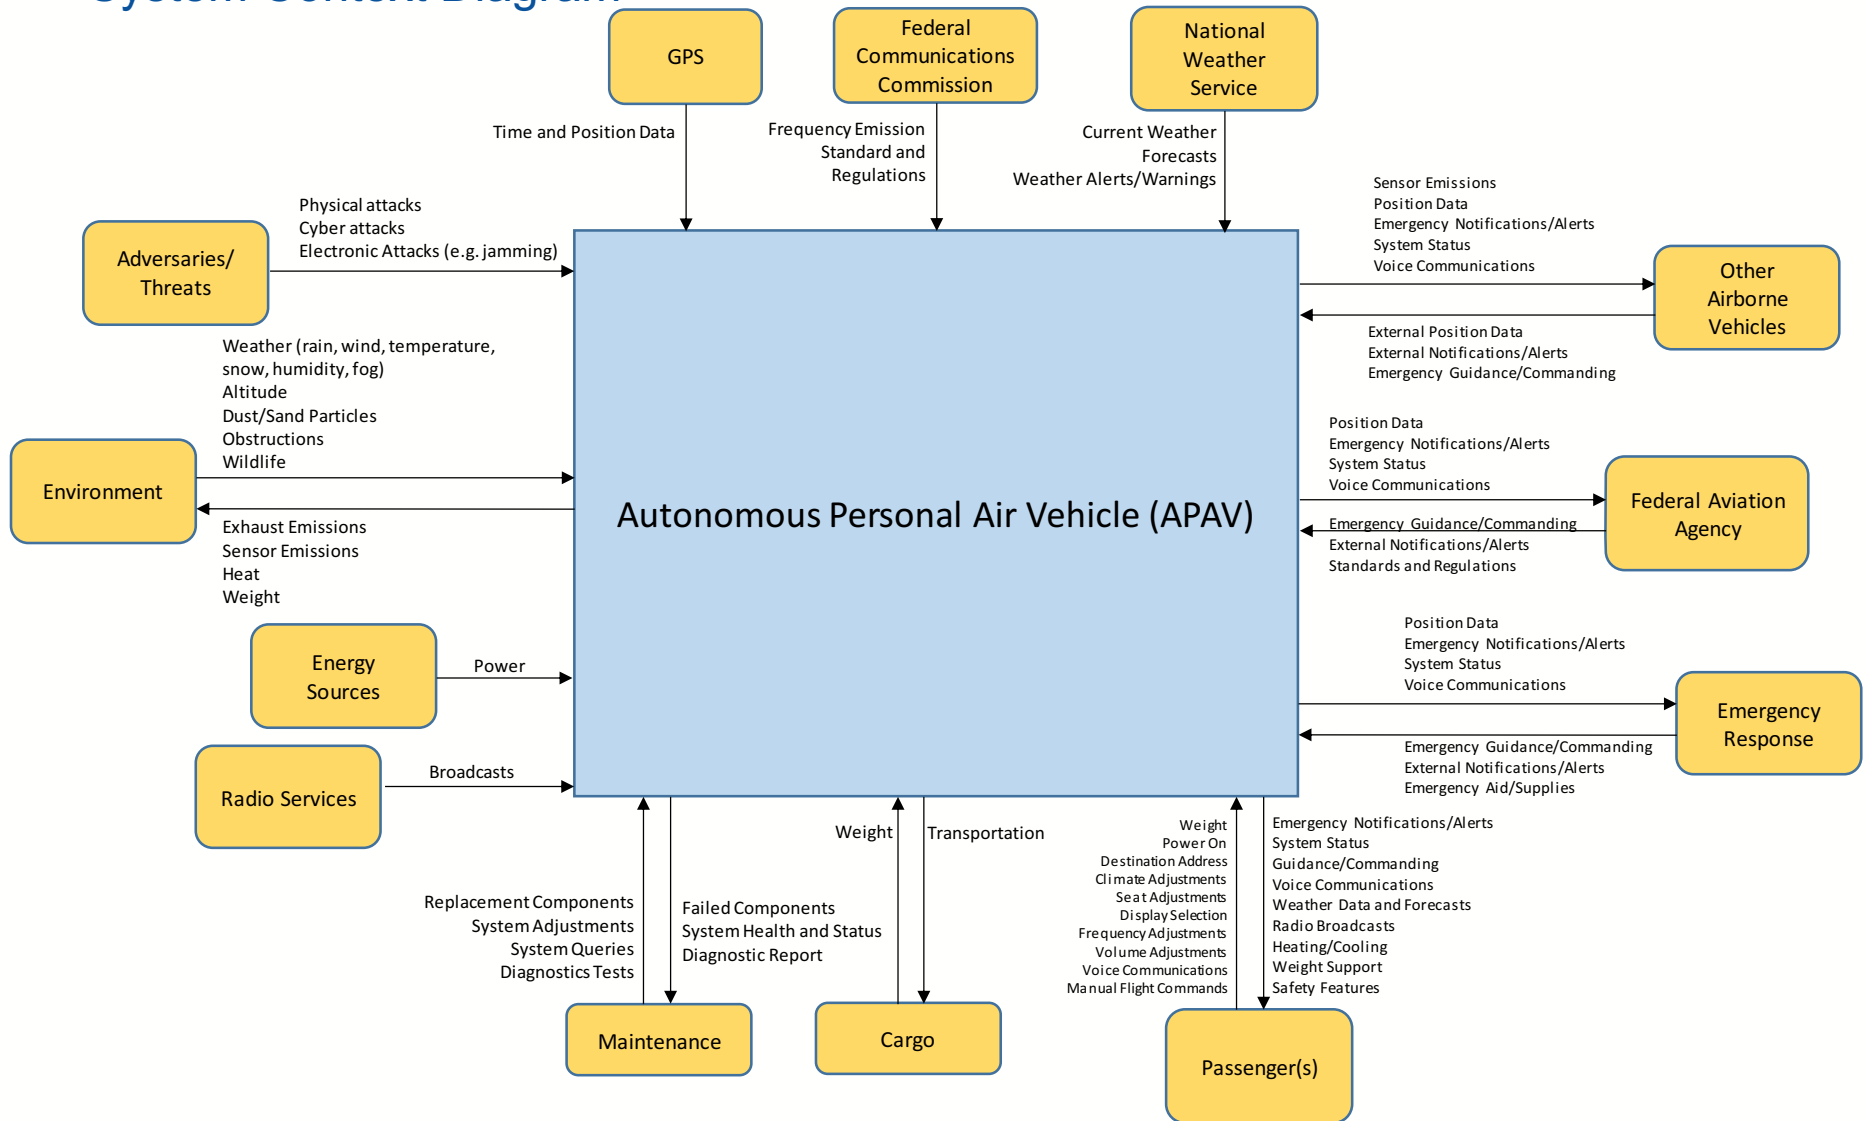 System Context Diagram
GPS
Federal
Communications
Commission
National
Weather
Service
Time and Position Data
Frequency Emission
Standard and
Regulations
Current Weather
Forecasts
Weather Alerts/Warnings
Physical attacks
Cyber attacks
Electronic Attacks (e.g. jamming)
Adversaries/
Threats
Sensor Emissions
Position Data
Emergency Notifications/Alerts
System Status
Voice Communications
Other
Airborne
Vehicles
External Position Data
External Notifications/Alerts
Emergency Guidance/Commanding
Weather (rain, wind, temperature,
snow, humidity, fog)
Altitude
Dust/Sand Particles
Obstructions
Wildlife
Environment
Exhaust Emissions
Sensor Emissions
Heat
Weight
Autonomous Personal Air Vehicle (APAV)
Position Data
Emergency Notifications/Alerts
System Status
Voice Communications
Federal Aviation
Agency
Emergency Guidance/Commanding
External Notifications/Alerts
Standards and Regulations
Energy
Sources
Power
Position Data
Emergency Notifications/Alerts
System Status
Voice Communications
Emergency
Response
Emergency Guidance/Commanding
External Notifications/Alerts
Emergency Aid/Supplies
Radio Services
Broadcasts
Replacement Components
System Adjustments
System Queries
Diagnostics Tests
Failed Components
System Health and Status
Diagnostic Report
Maintenance
Weight
Transportation
Cargo
Weight
Power On
Destination Address
Climate Adjustments
Seat Adjustments
Display Selection
Frequency Adjustments
Volume Adjustments
Voice Communications
Manual Flight Commands
Emergency Notifications/Alerts
System Status
Guidance/Commanding
Voice Communications
Weather Data and Forecasts
Radio Broadcasts
Heating/Cooling
Weight Support
Safety Features
Passenger(s)